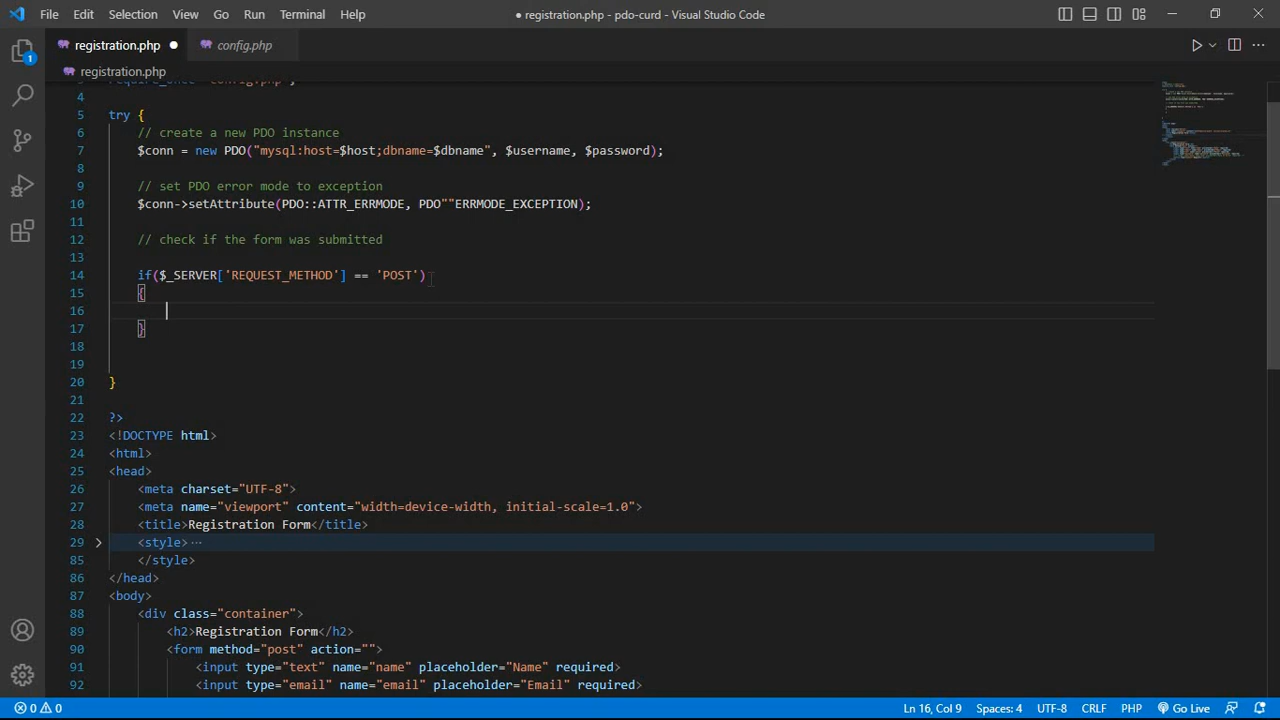 File Edit Selection View Go Run Terminal Help
● registration.php - pdo-curd - Visual Studio Code
registration.php ● config.php
registration.php
1
4
5 try {
6 // create a new PDO instance
7 $conn = new PDO("mysql:host=$host;dbname=$dbname", $username, $password);
8
9 // set PDO error mode to exception
10 $conn->setAttribute(PDO::ATTR_ERRMODE, PDO""ERRMODE_EXCEPTION);
11
12 // check if the form was submitted
13
14 if($_SERVER['REQUEST_METHOD'] == 'POST')
15 {
16
17 }
18
19
20 }
21
22 ?>
23 <!DOCTYPE html>
24 <html>
25 <head>
26 <meta charset="UTF-8">
27 <meta name="viewport" content="width=device-width, initial-scale=1.0">
28 <title>Registration Form</title>
29 <style> ···
85 </style>
86 </head>
87 <body>
88 <div class="container">
89 <h2>Registration Form</h2>
90 <form method="post" action="">
91 <input type="text" name="name" placeholder="Name" required>
92 <input type="email" name="email" placeholder="Email" required>
0 0 Ln 16, Col 9 Spaces: 4 UTF-8 CRLF PHP Go Live